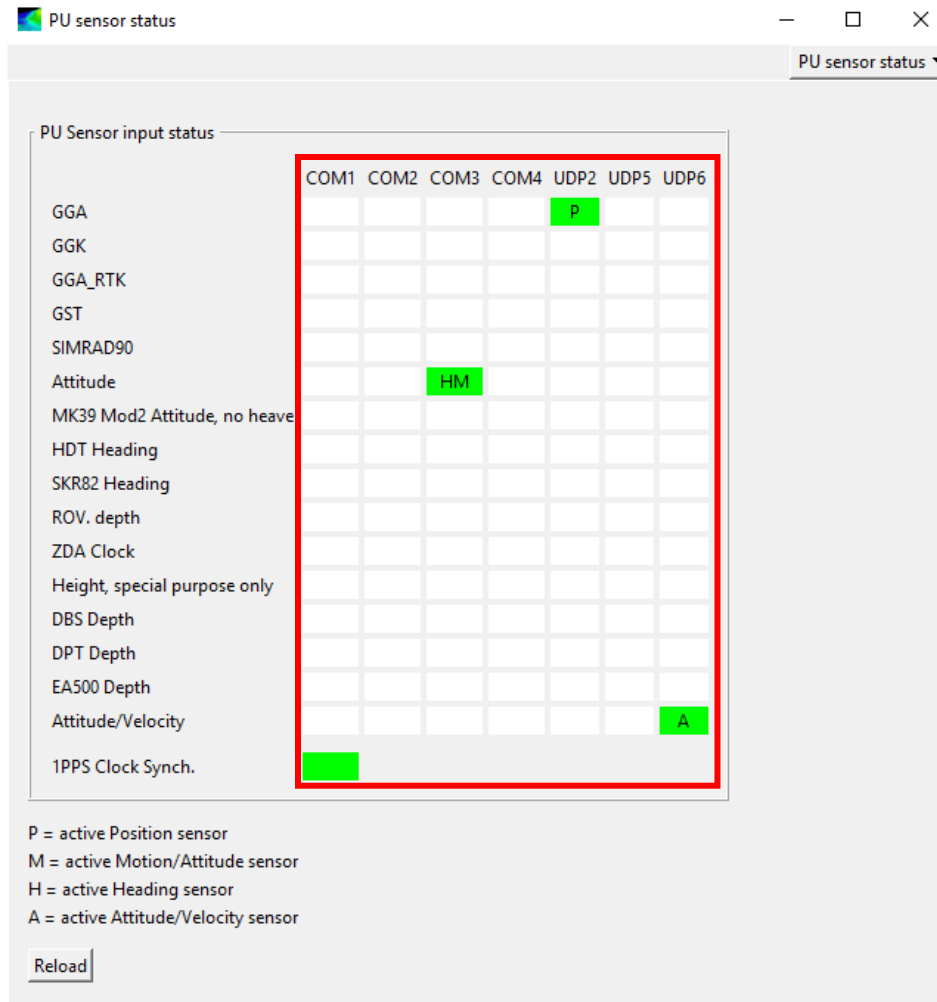 PU sensor status
PU sensor status
PU Sensor input status
COM1 COM2 COM3 COM4 UDP2 UDP5 UDP6
GGA P
GGK
GGA_RTK
GST
SIMRAD90
Attitude HM
MK39 Mod2 Attitude, no heave
HDT Heading
SKR82 Heading
ROV. depth
ZDA Clock
Height, special purpose only
DBS Depth
DPT Depth
EA500 Depth
Attitude/Velocity A
1PPS Clock Synch.
P = active Position sensor
M = active Motion/Attitude sensor
H = active Heading sensor
A = active Attitude/Velocity sensor
Reload